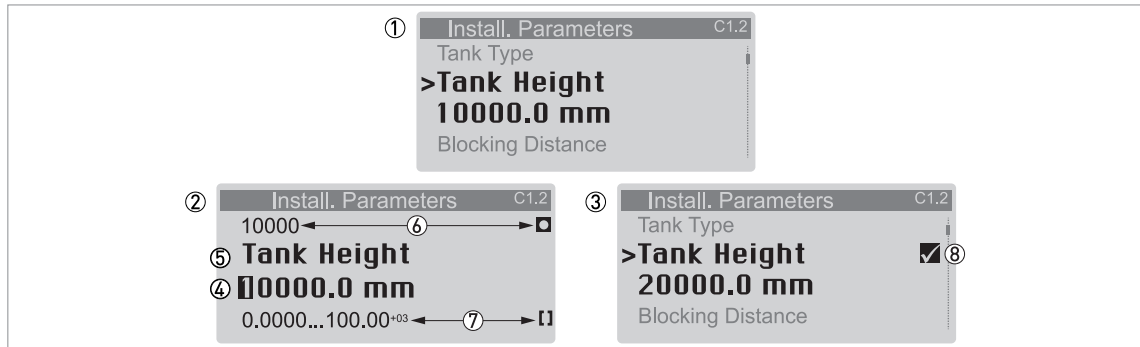 ① Install. Parameters C1.2
Tank Type
>Tank Height
10000.0 mm
Blocking Distance
② Install. Parameters C1.2
10000 ⑥
⑤ Tank Height
④ 10000.0 mm
0.0000...100.00+03 ⑦ []
③ Install. Parameters C1.2
Tank Type
>Tank Height ⑧
20000.0 mm
Blocking Distance